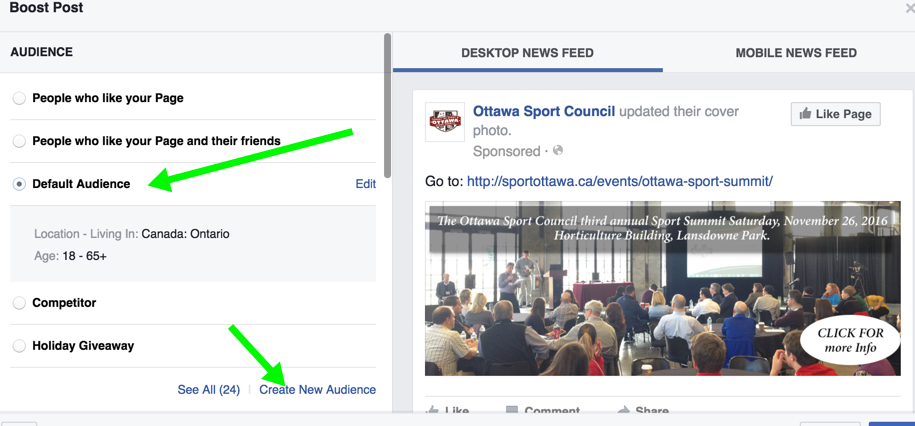 Boost Post
AUDIENCE
People who like your Page
People who like your Page and their friends
Default Audience
Edit
Location - Living In: Canada: Ontario
Age: 18 - 65+
Competitor
Holiday Giveaway
See All (24)
Create New Audience
DESKTOP NEWS FEED
MOBILE NEWS FEED
OTTAWA
Ottawa Sport Council updated their cover
photo.
Sponsored ·
Like Page
Go to: http://sportottawa.ca/events/ottawa-sport-summit/
The Ottawa Sport Council third annual Sport Summit Saturday, November 26, 2016
Horticulture Building, Lansdowne Park.
CLICK FOR
more Info
Like
Comment
Share